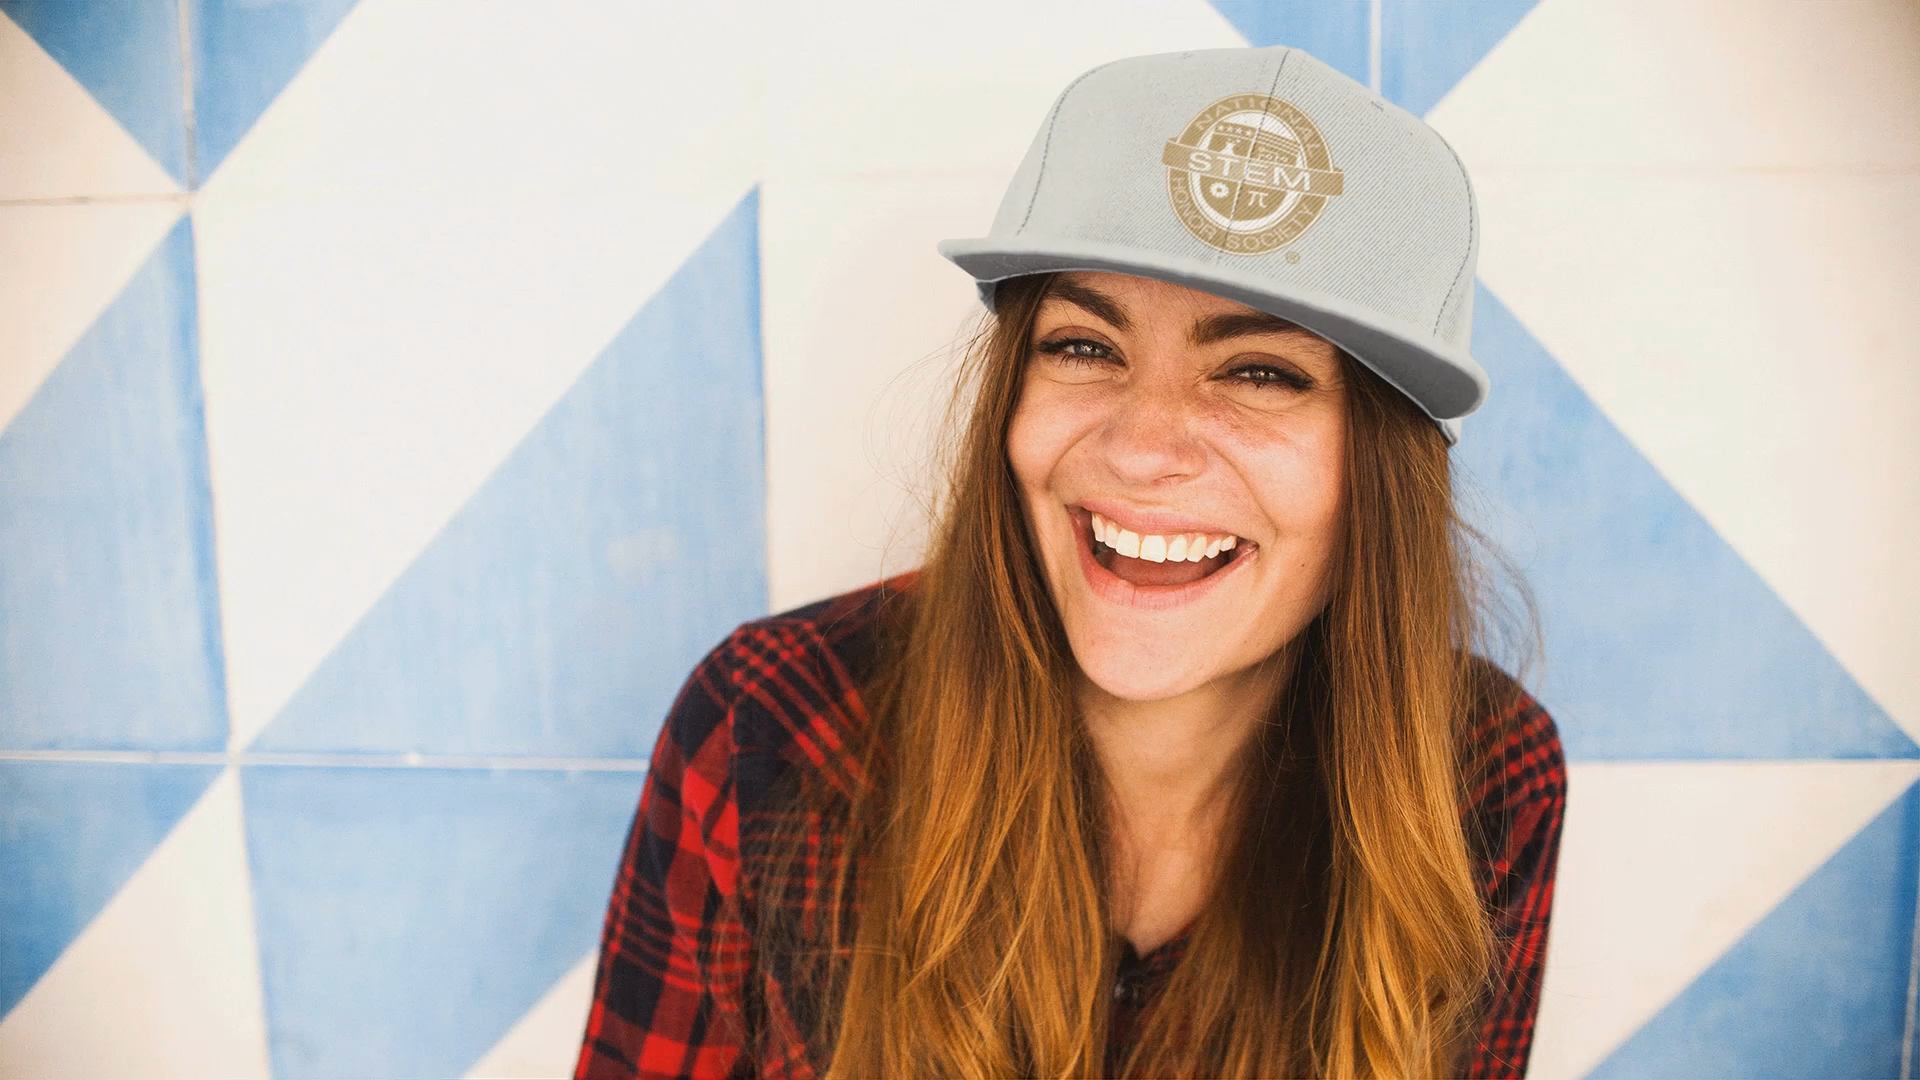 NATIONAL
STEM
π
HONOR SOCIETY
®